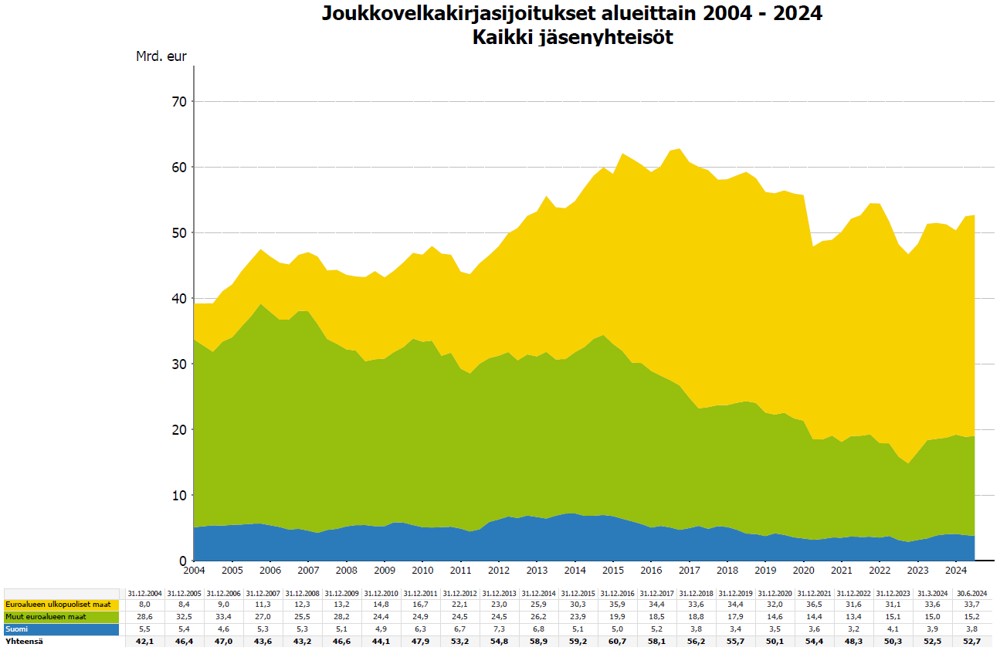 Joukkovelkakirjasijoitukset alueittain 2004 - 2024
Kaikki jäsenyhteisöt
Mrd. eur
70
60
50
40
30
20
10
0
2004 2005 2006 2007 2008 2009 2010 2011 2012 2013 2014 2015 2016 2017 2018 2019 2020 2021 2022 2023 2024
31.12.2004 31.12.2005 31.12.2006 31.12.2007 31.12.2008 31.12.2009 31.12.2010 31.12.2011 31.12.2012 31.12.2013 31.12.2014 31.12.2015 31.12.2016 31.12.2017 31.12.2018 31.12.2019 31.12.2020 31.12.2021 31.12.2022 31.12.2023 31.3.2024 30.6.2024
Euroalueen ulkopuoliset maat 8,0 8,4 9,0 11,3 12,3 13,2 14,8 16,7 22,1 23,0 25,9 30,3 35,9 34,4 33,6 34,4 32,0 36,5 31,6 31,1 33,6 33,7
Muut euroalueen maat 28,6 32,5 33,4 27,0 25,5 28,2 24,4 24,9 24,5 24,5 26,2 23,9 19,9 18,5 18,8 17,9 14,6 14,4 13,4 15,1 15,0 15,2
Suomi 5,5 5,4 4,6 5,3 5,3 5,1 4,9 6,3 6,7 7,3 6,8 5,1 5,0 5,2 3,8 3,4 3,5 3,6 3,2 4,1 3,9 3,8
Yhteensä 42,1 46,4 47,0 43,6 43,2 46,6 44,1 47,9 53,2 54,8 58,9 59,2 60,7 58,1 56,2 55,7 50,1 54,4 48,3 50,3 52,5 52,7